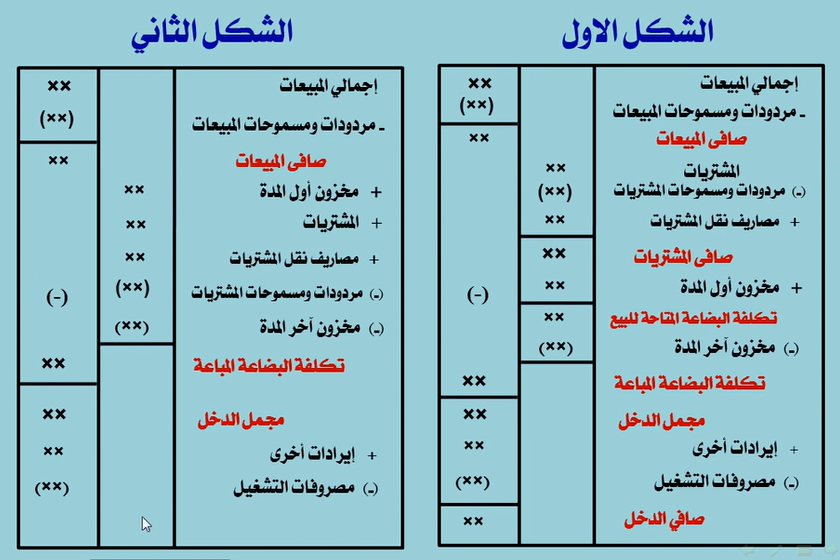 الشكل الاول
إجمالي المبيعات ××
ـ مردودات ومسموحات المبيعات (××)
صافى المبيعات ××
المشتريات ××
(ـ) مردودات ومسموحات المشتريات (××)
+ مصاريف نقل المشتريات ××
صافى المشتريات ××
+ مخزون أول المدة ×× (-)
تكلفة البضاعة المتاحة للبيع ××
(ـ) مخزون آخر المدة (××)
تكلفة البضاعة المباعة ××
مجمل الدخل ××
+ إيرادات أخرى ××
(ـ) مصروفات التشغيل (××)
صافي الدخل ××
الشكل الثاني
إجمالي المبيعات ××
ـ مردودات ومسموحات المبيعات (××)
صافى المبيعات ××
+ مخزون أول المدة ××
+ المشتريات ××
+ مصاريف نقل المشتريات ××
(ـ) مردودات ومسموحات المشتريات (××) (-)
(ـ) مخزون آخر المدة (××)
تكلفة البضاعة المباعة ××
مجمل الدخل ××
+ إيرادات أخرى ××
(ـ) مصروفات التشغيل (××)